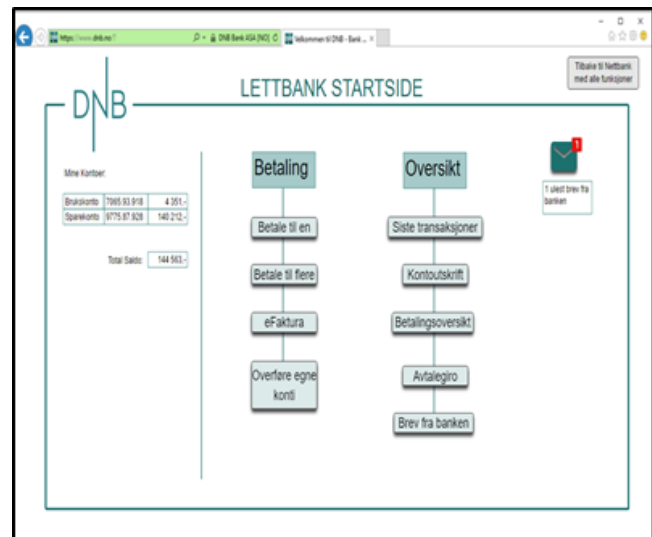 https://www.dnb.no/?
DNB Bank ASA [NO]
Velkommen til DNB - Bank ...
LETTBANK STARTSIDE
Tilbake til Nettbank
med alle funksjoner
DNB
Mine Kontoer:
Brukskonto 7065.93.918 4 351,-
Sparekonto 9775.87.928 140 212,-
Total Saldo: 144 563,-
Betaling
Betale til en
Betale til flere
eFaktura
Overføre egne
konti
Oversikt
Siste transaksjoner
Kontoutskrift
Betalingsoversikt
Avtalegiro
Brev fra banken
1
1 ulest brev fra
banken